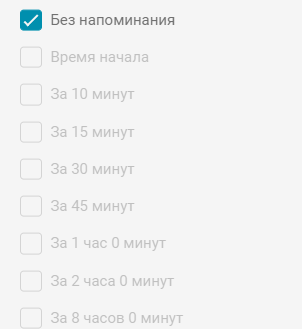 Без напоминания
Время начала
За 10 минут
За 15 минут
За 30 минут
За 45 минут
За 1 час 0 минут
За 2 часа 0 минут
За 8 часов 0 минут